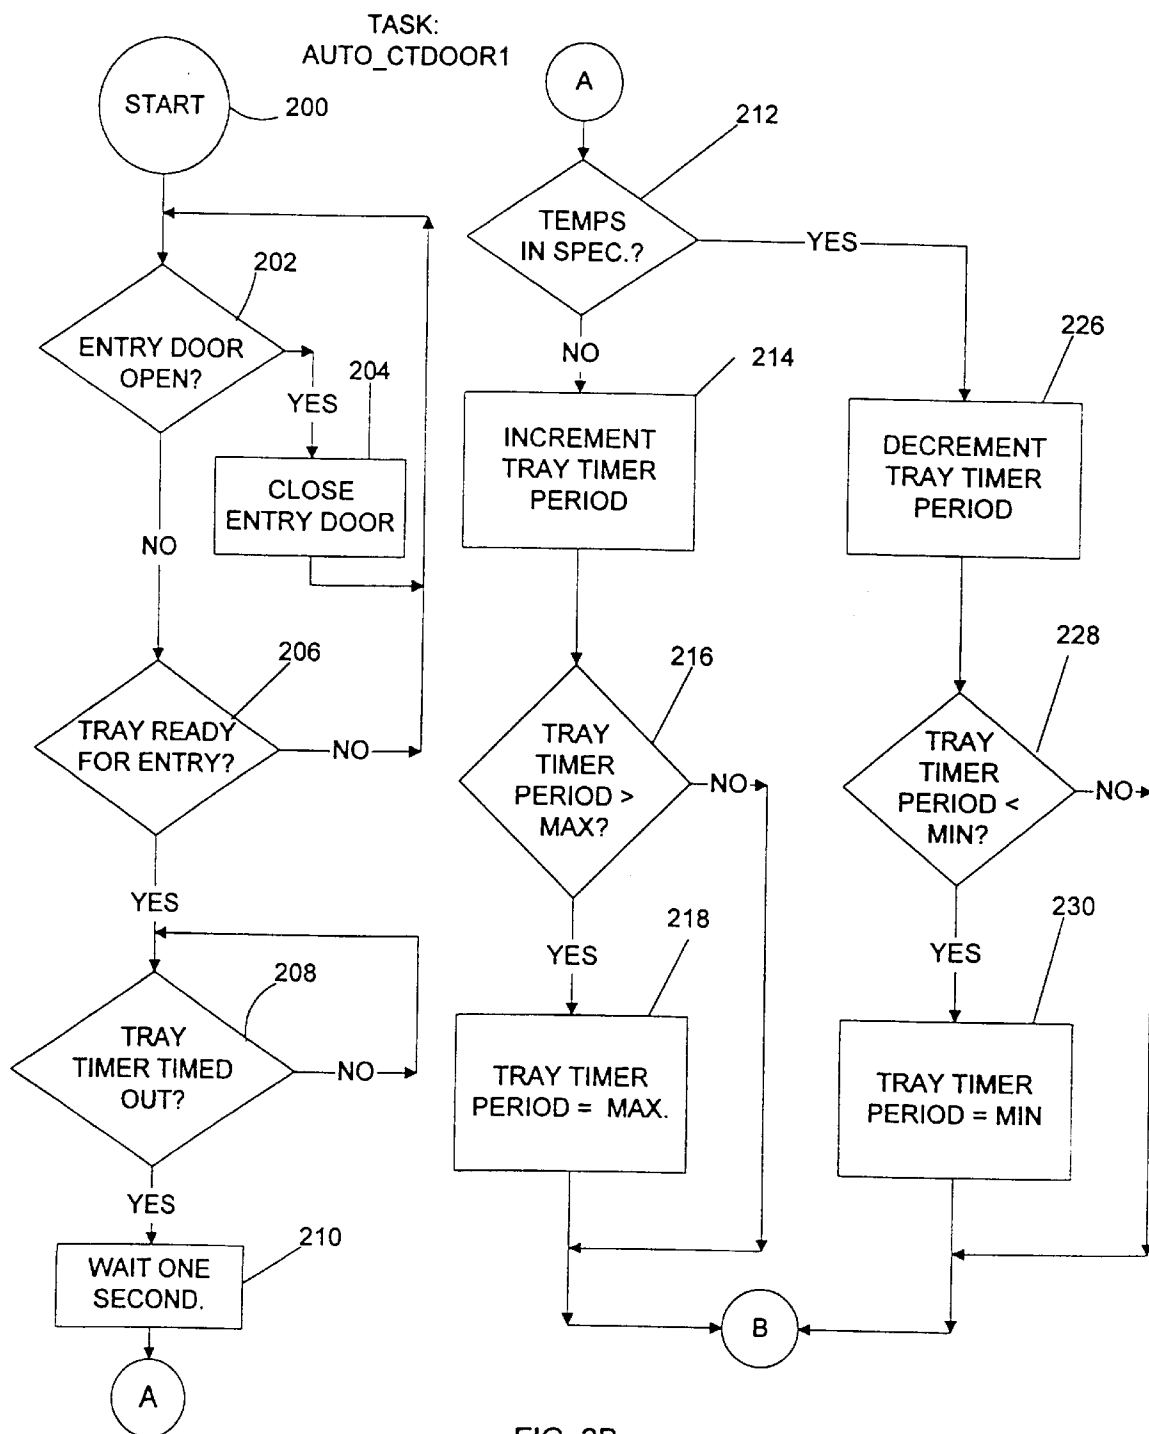 TASK:
AUTO_CTDOOR1
START
200
202
ENTRY DOOR
OPEN?
YES
204
CLOSE
ENTRY DOOR
NO
206
TRAY READY
FOR ENTRY?
NO
YES
208
TRAY
TIMER TIMED
OUT?
NO
YES
210
WAIT ONE
SECOND.
A
A
212
TEMPS
IN SPEC.?
YES
NO
214
INCREMENT
TRAY TIMER
PERIOD
216
TRAY
TIMER
PERIOD >
MAX?
NO
YES
218
TRAY TIMER
PERIOD = MAX.
226
DECREMENT
TRAY TIMER
PERIOD
228
TRAY
TIMER
PERIOD <
MIN?
NO
YES
230
TRAY TIMER
PERIOD = MIN
B